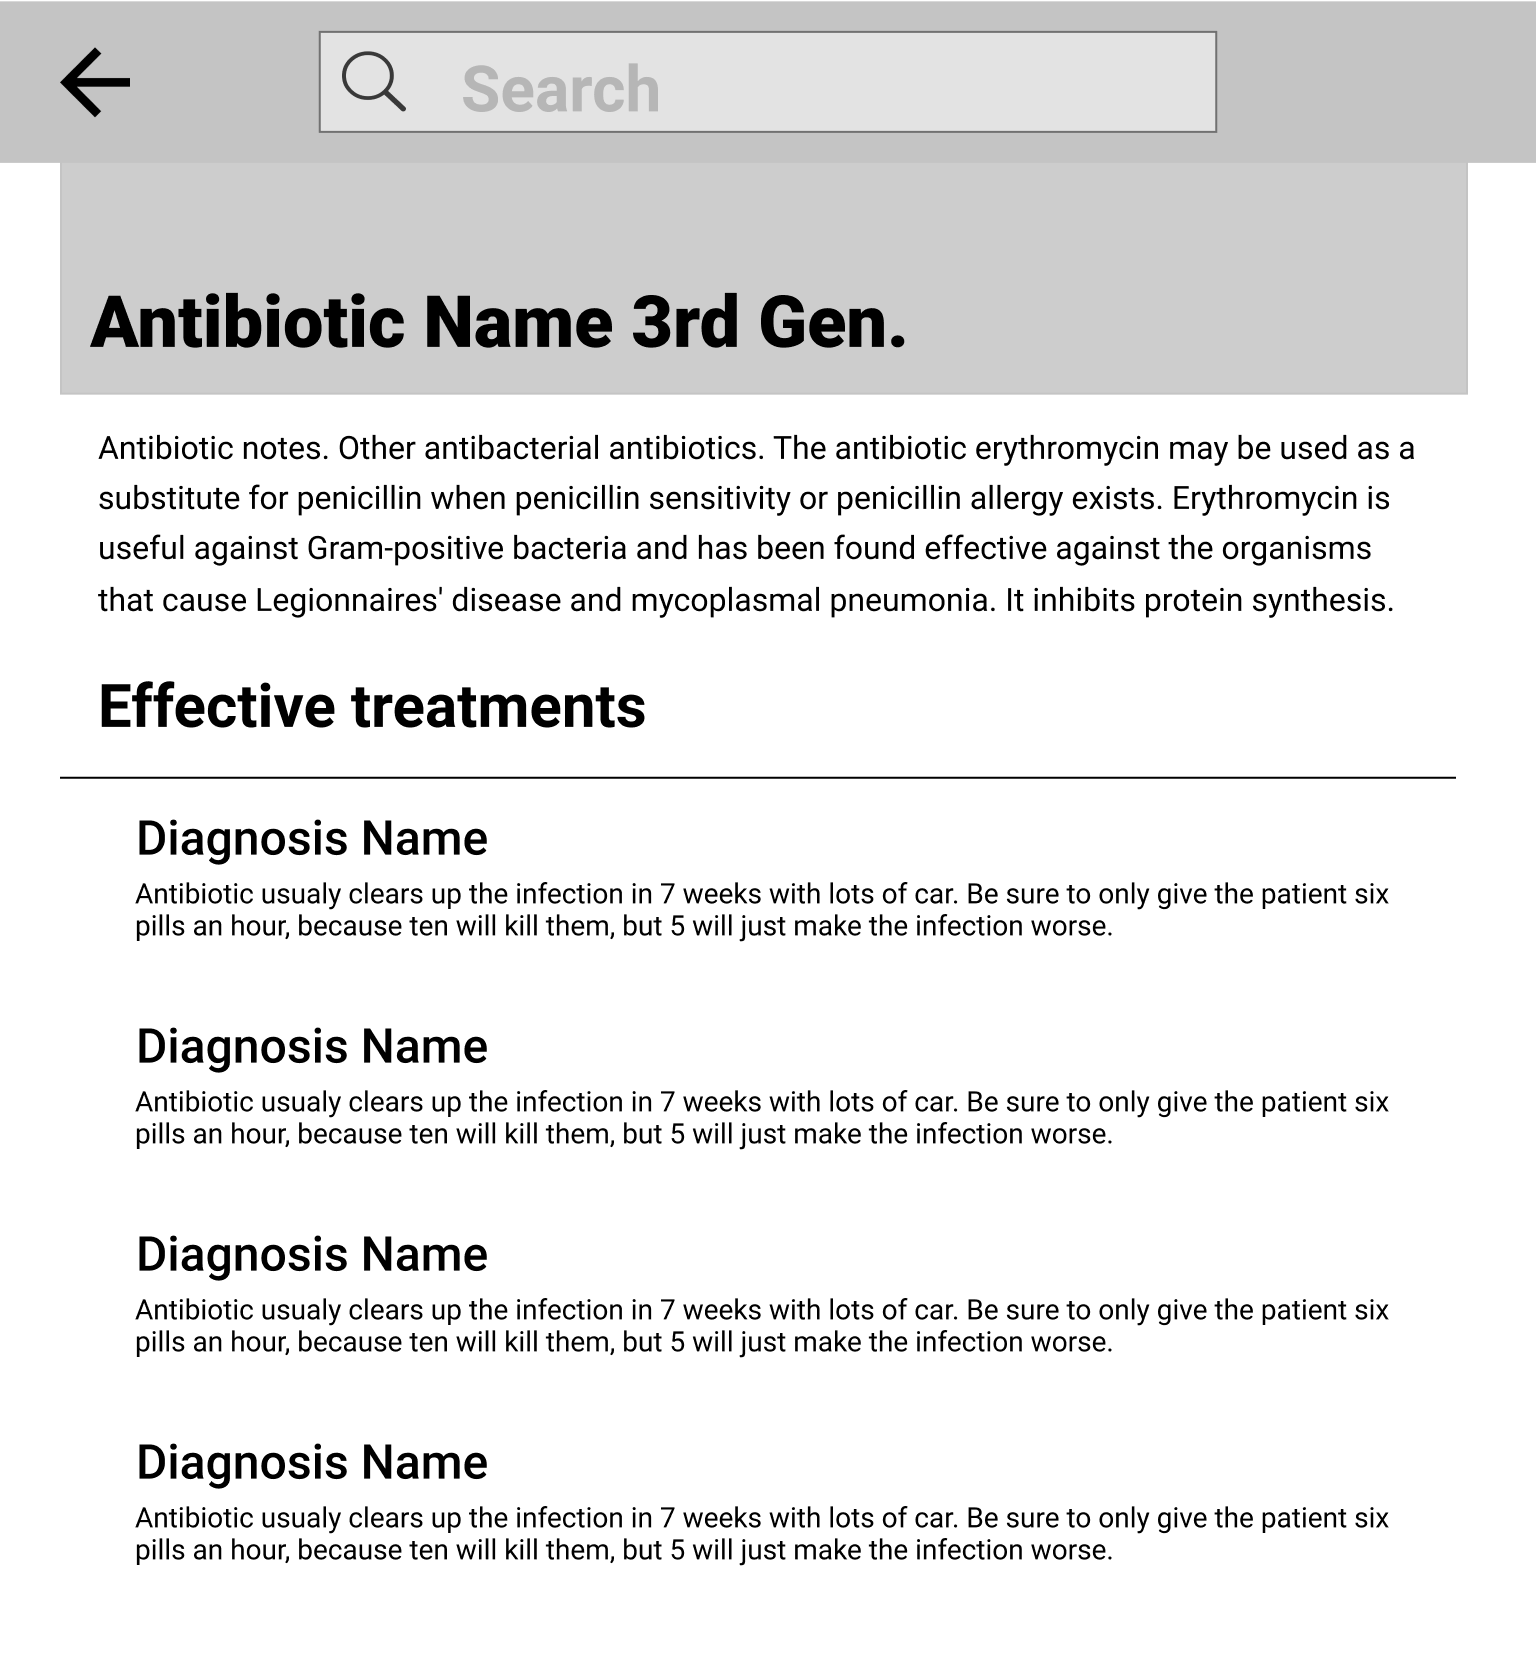 Search
Antibiotic Name 3rd Gen.
Antibiotic notes. Other antibacterial antibiotics. The antibiotic erythromycin may be used as a
substitute for penicillin when penicillin sensitivity or penicillin allergy exists. Erythromycin is
useful against Gram-positive bacteria and has been found effective against the organisms
that cause Legionnaires' disease and mycoplasmal pneumonia. It inhibits protein synthesis.
Effective treatments
Diagnosis Name
Antibiotic usualy clears up the infection in 7 weeks with lots of car. Be sure to only give the patient six
pills an hour, because ten will kill them, but 5 will just make the infection worse.
Diagnosis Name
Antibiotic usualy clears up the infection in 7 weeks with lots of car. Be sure to only give the patient six
pills an hour, because ten will kill them, but 5 will just make the infection worse.
Diagnosis Name
Antibiotic usualy clears up the infection in 7 weeks with lots of car. Be sure to only give the patient six
pills an hour, because ten will kill them, but 5 will just make the infection worse.
Diagnosis Name
Antibiotic usualy clears up the infection in 7 weeks with lots of car. Be sure to only give the patient six
pills an hour, because ten will kill them, but 5 will just make the infection worse.